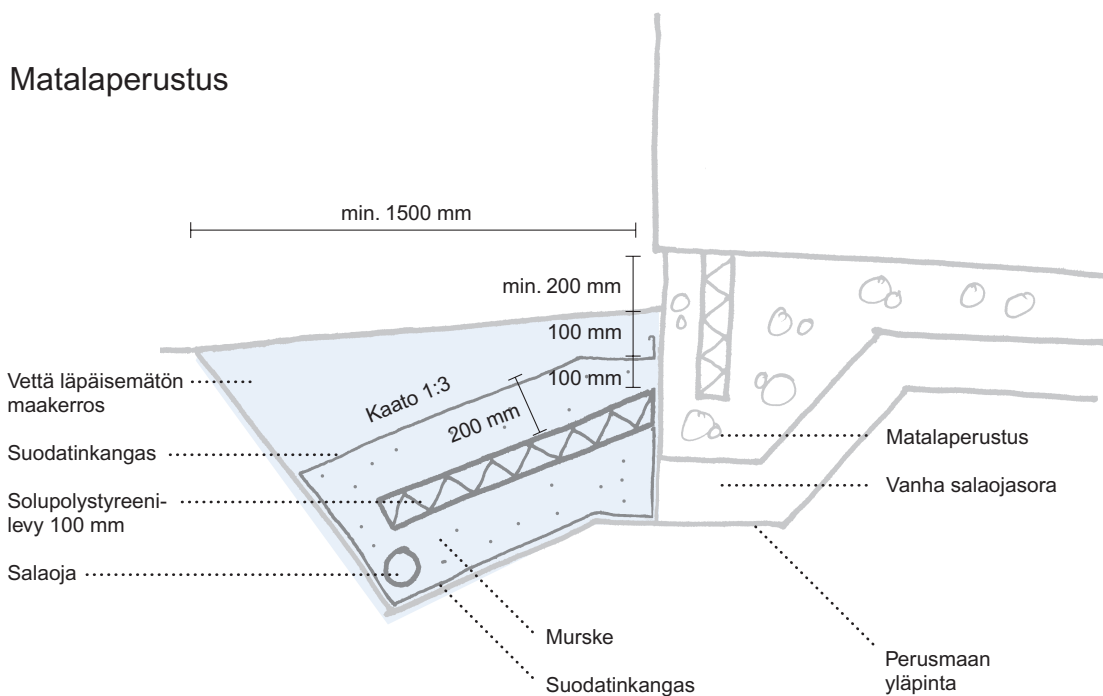 Matalaperustus
min. 1500 mm
min. 200 mm
100 mm
100 mm
Kaato 1:3
200 mm
Vettä läpäisemätön
maakerros
Suodatinkangas
Solupolystyreeni-
levy 100 mm
Salaoja
Matalaperustus
Vanha salaojasora
Murske
Suodatinkangas
Perusmaan
yläpinta